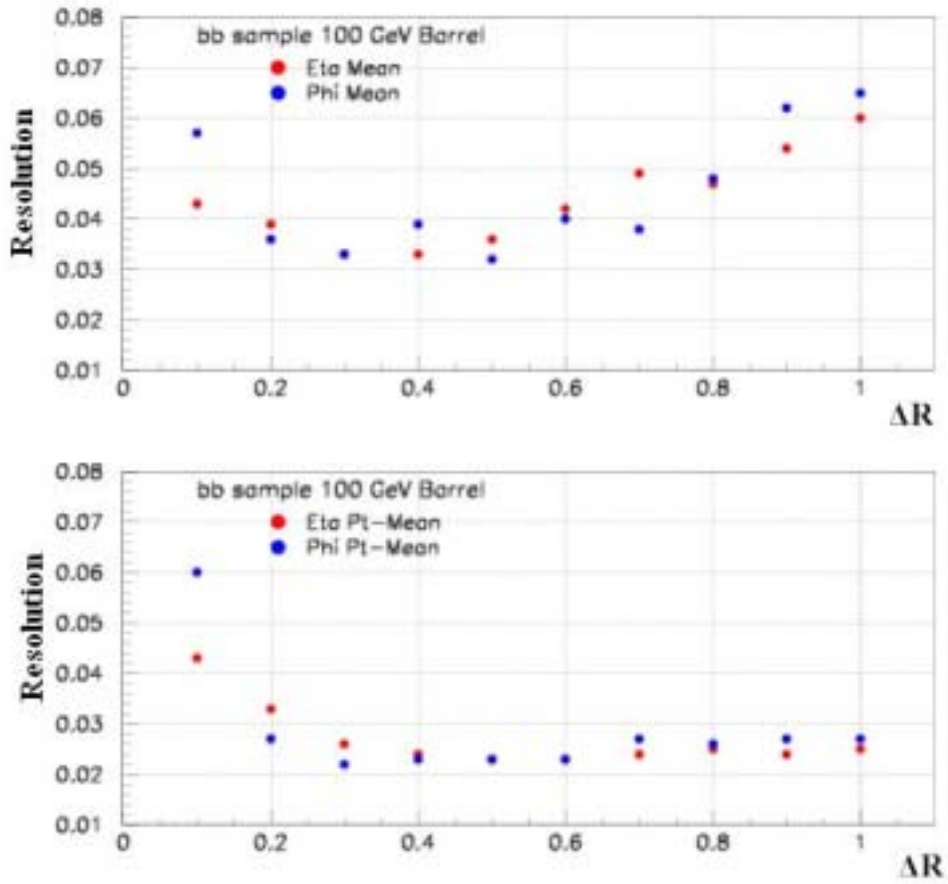 0.08
bb sample 100 GeV Barrel
Eta Mean
Phi Mean
0.07
0.06
0.05
0.04
0.03
0.02
0.01
Resolution
0 0.2 0.4 0.6 0.8 1
ΔR
0.08
bb sample 100 GeV Barrel
Eta Pt-Mean
Phi Pt-Mean
0.07
0.06
0.05
0.04
0.03
0.02
0.01
Resolution
0 0.2 0.4 0.6 0.8 1
ΔR